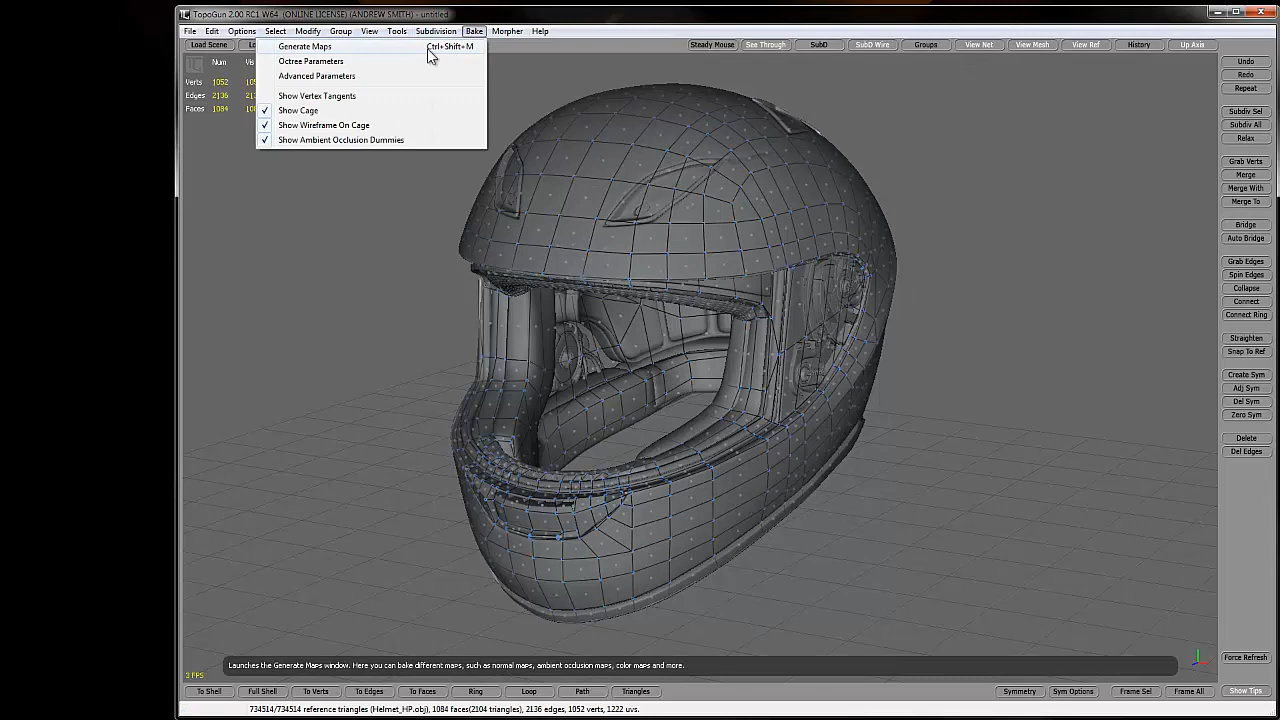 TopoGun 2.00 RC1 W64 (ONLINE LICENSE) (ANDREW SMITH) - untitled
File Edit Options Select Modify Group View Tools Subdivision Bake Morpher Help
Load Scene Steady Mouse See Through SubD SubD Wire Groups View Net View Mesh View Ref History Up Axis
Generate Maps Ctrl+Shift+M
Octree Parameters
Advanced Parameters
Show Vertex Tangents
Show Cage
Show Wireframe On Cage
Show Ambient Occlusion Dummies
Num
Verts 1052
Edges 2136
Faces 1084
Undo
Redo
Repeat
Subdiv Sel
Subdiv All
Relax
Grab Verts
Merge
Merge With
Merge To
Bridge
Auto Bridge
Grab Edges
Spin Edges
Collapse
Connect
Connect Ring
Straighten
Snap To Ref
Create Sym
Adj Sym
Del Sym
Zero Sym
Delete
Del Edges
Force Refresh
Launches the Generate Maps window. Here you can bake different maps, such as normal maps, ambient occlusion maps, color maps and more.
3 FPS
To Shell Full Shell To Verts To Edges To Faces Ring Loop Path Triangles Symmetry Sym Options Frame Sel Frame All Show Tips
734514/734514 reference triangles (Helmet_HP.obj), 1084 faces(2104 triangles), 2136 edges, 1052 verts, 1222 uvs.